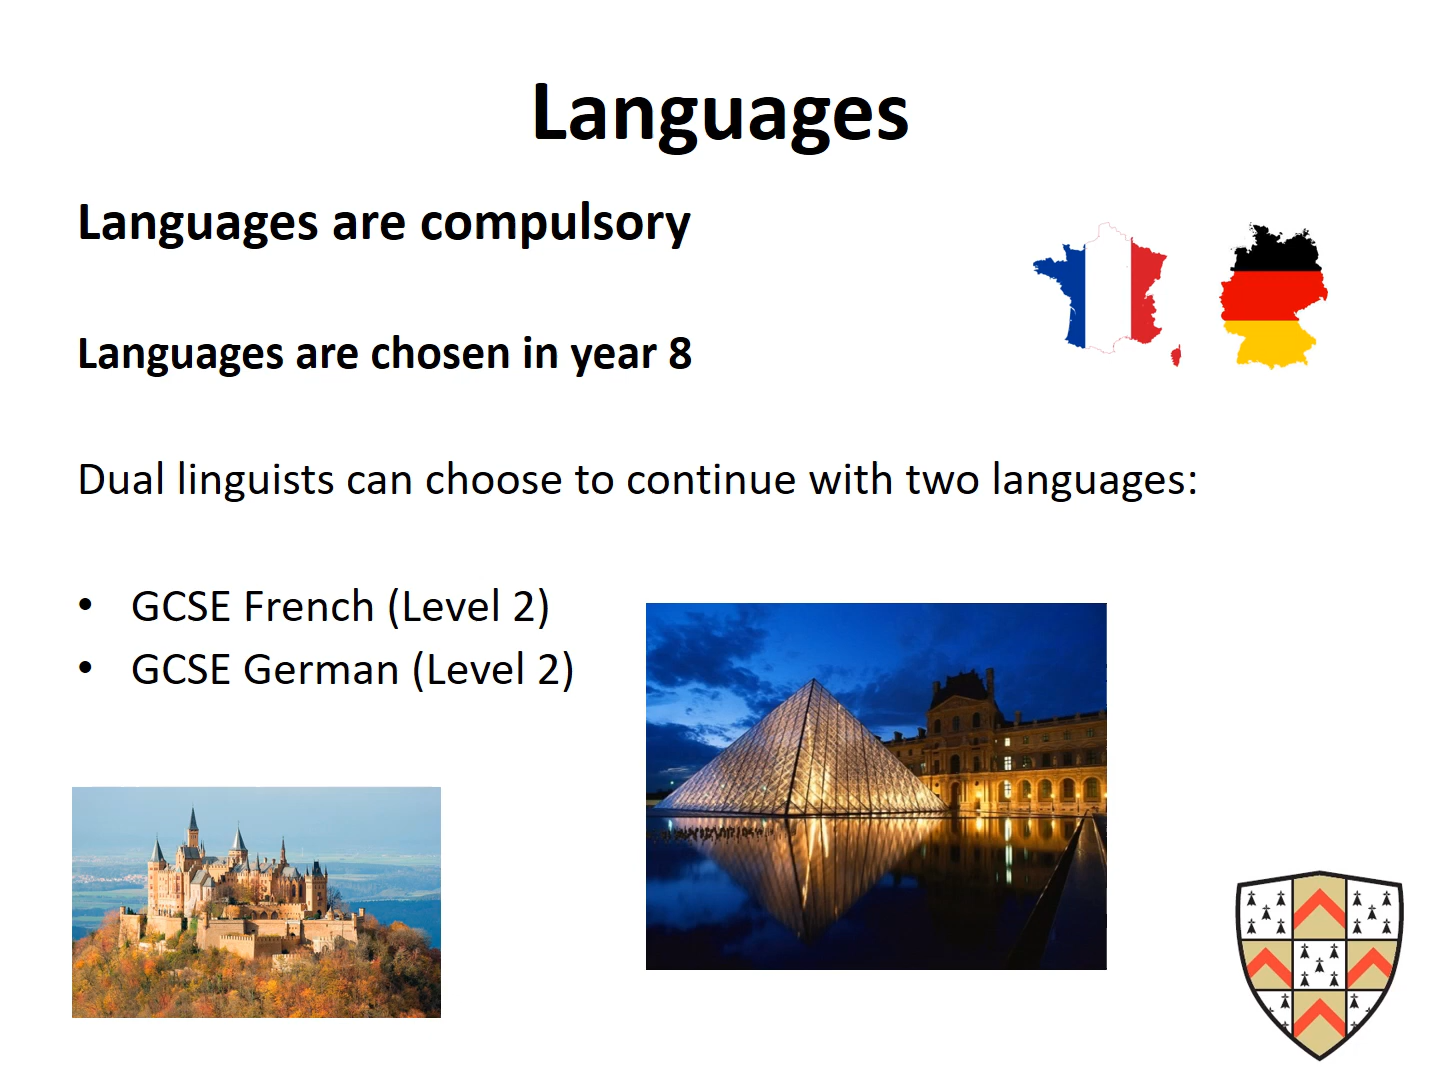 Languages
Languages are compulsory
Languages are chosen in year 8
Dual linguists can choose to continue with two languages:
• GCSE French (Level 2)
• GCSE German (Level 2)